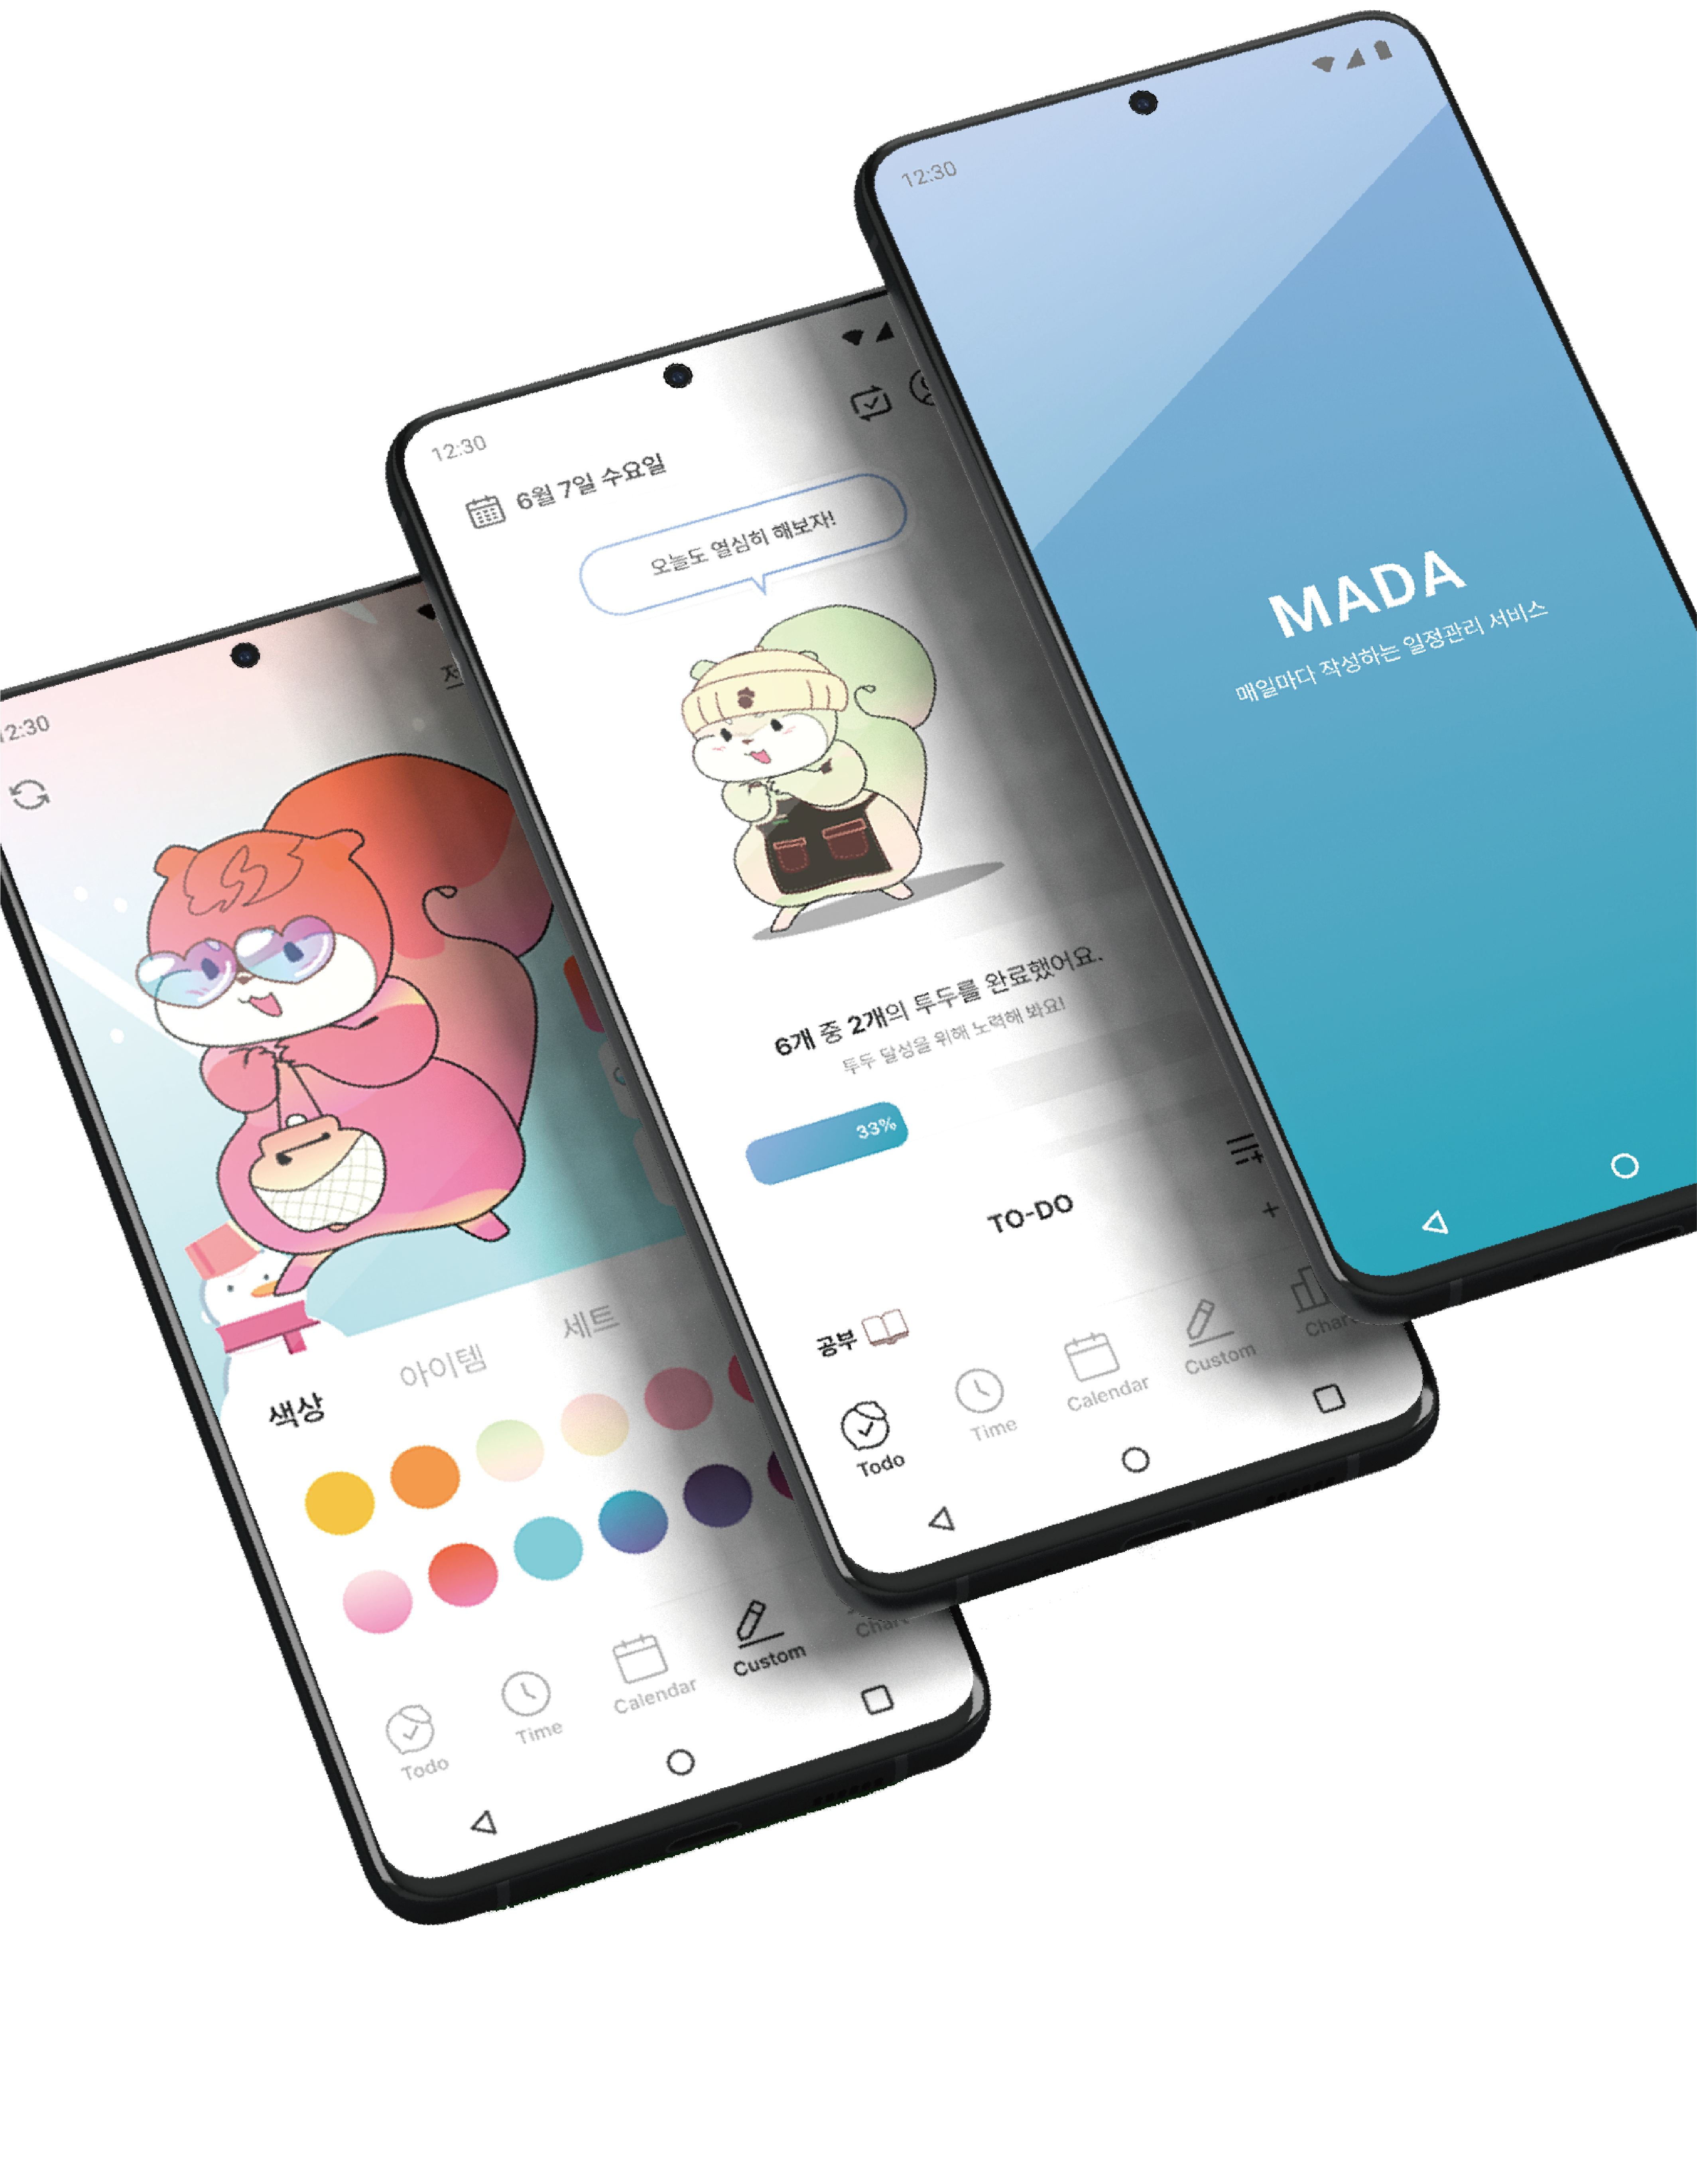 12:30
MADA
매일마다 작성하는 일정관리 서비스
12:30
6월 7일 수요일
오늘도 열심히 해보자!
6개 중 2개의 투두를 완료했어요.
투두 달성을 위해 노력해 봐요!
33%
TO-DO
+
공부
Todo
Time
Calendar
Custom
Chart
12:30
색상
아이템
세트
Todo
Time
Calendar
Custom
Chart